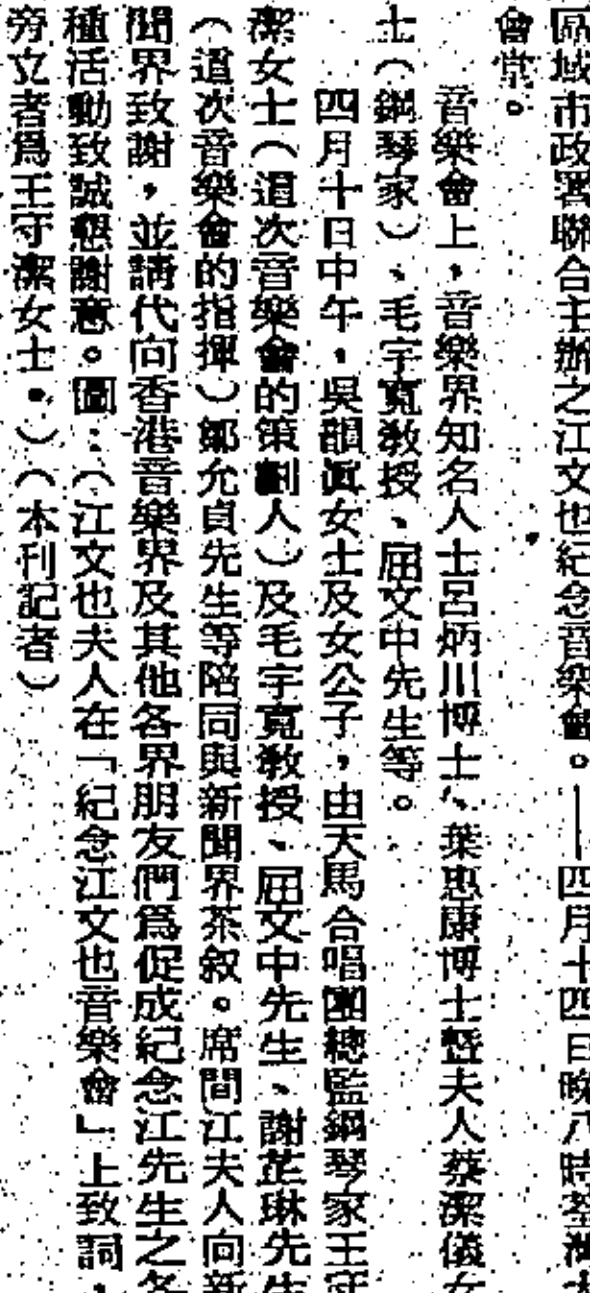 區域市政署聯合主辦之江文也紀念音樂會。——四月十四日晚八時荃灣大
會堂。
音樂會上，音樂界知名人士呂炳川博士、葉惠康博士暨夫人蔡潔儀女
士（鋼琴家）、毛宇寬教授、屈文中先生等。
四月十日中午，吳韻眞女士及女公子，由天馬合唱團總監鋼琴家王守
潔女士（這次音樂會的策劃人）及毛宇寬敎授、屈文中先生、謝芷琳先生
（這次音樂會的指揮）鄒允貞先生等陪同與新聞界茶叙。席間江夫人向新
聞界致謝，並請代向香港音樂界及其他各界朋友們爲促成紀念江先生之各
種活動致誠懇謝意。圖：（江文也夫人在「紀念江文也音樂會」上致詞，
旁立者爲王守潔女士。）（本刊記者）